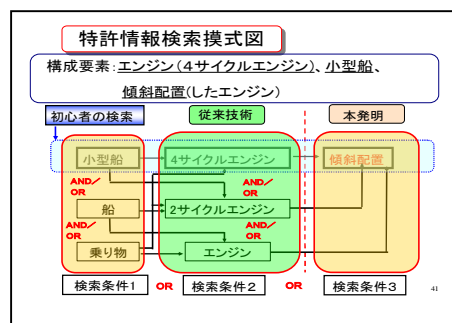 特許情報検索摸式図
構成要素:エンジン(4サイクルエンジン)、小型船、
傾斜配置(したエンジン)
初心者の検索
従来技術
本発明
小型船
4サイクルエンジン
傾斜配置
AND/
OR
AND/
OR
船
2サイクルエンジン
AND/
OR
AND/
OR
乗り物
エンジン
検索条件1 OR 検索条件2 OR 検索条件3
41